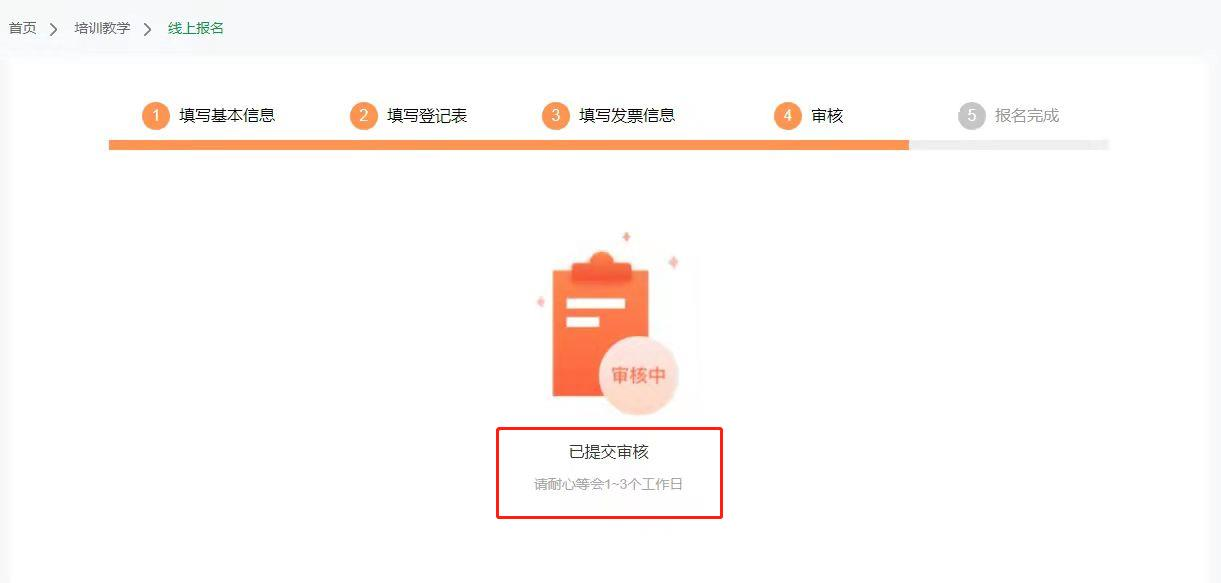 首页 > 培训教学 > 线上报名
1 填写基本信息 2 填写登记表 3 填写发票信息 4 审核 5 报名完成
审核中
已提交审核
请耐心等会1~3个工作日